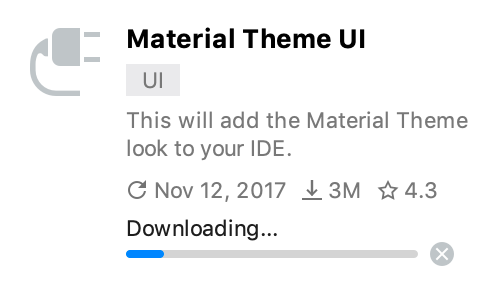 Material Theme UI
UI
This will add the Material Theme
look to your IDE.
Nov 12, 2017 3M 4.3
Downloading...